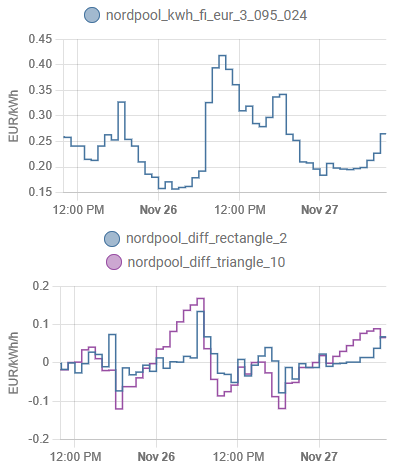 nordpool_kwh_fi_eur_3_095_024
0.45
0.40
0.35
0.30
0.25
0.20
0.15
EUR/kWh
12:00 PM Nov 26 12:00 PM Nov 27
nordpool_diff_rectangle_2
nordpool_diff_triangle_10
0.2
0.1
0
-0.1
-0.2
EUR/kWh/h
12:00 PM Nov 26 12:00 PM Nov 27